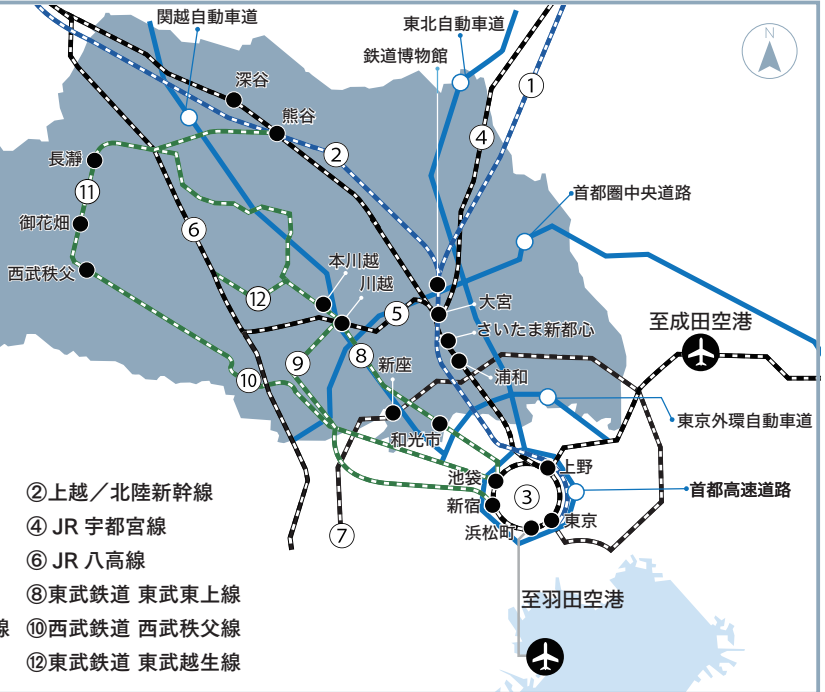 関越自動車道
東北自動車道
鉄道博物館
N
深谷
熊谷
①
②
④
長瀞
⑪
御花畑
⑥
首都圏中央道路
西武秩父
本川越
川越
⑫
⑤
大宮
さいたま新都心
至成田空港
⑨
⑧
新座
浦和
⑩
和光市
東京外環自動車道
池袋
上野
首都高速道路
新宿
③
東京
浜松町
⑦
②上越／北陸新幹線
④JR 宇都宮線
⑥JR 八高線
⑧東武鉄道 東武東上線
線 ⑩西武鉄道 西武秩父線
⑫東武鉄道 東武越生線
至羽田空港